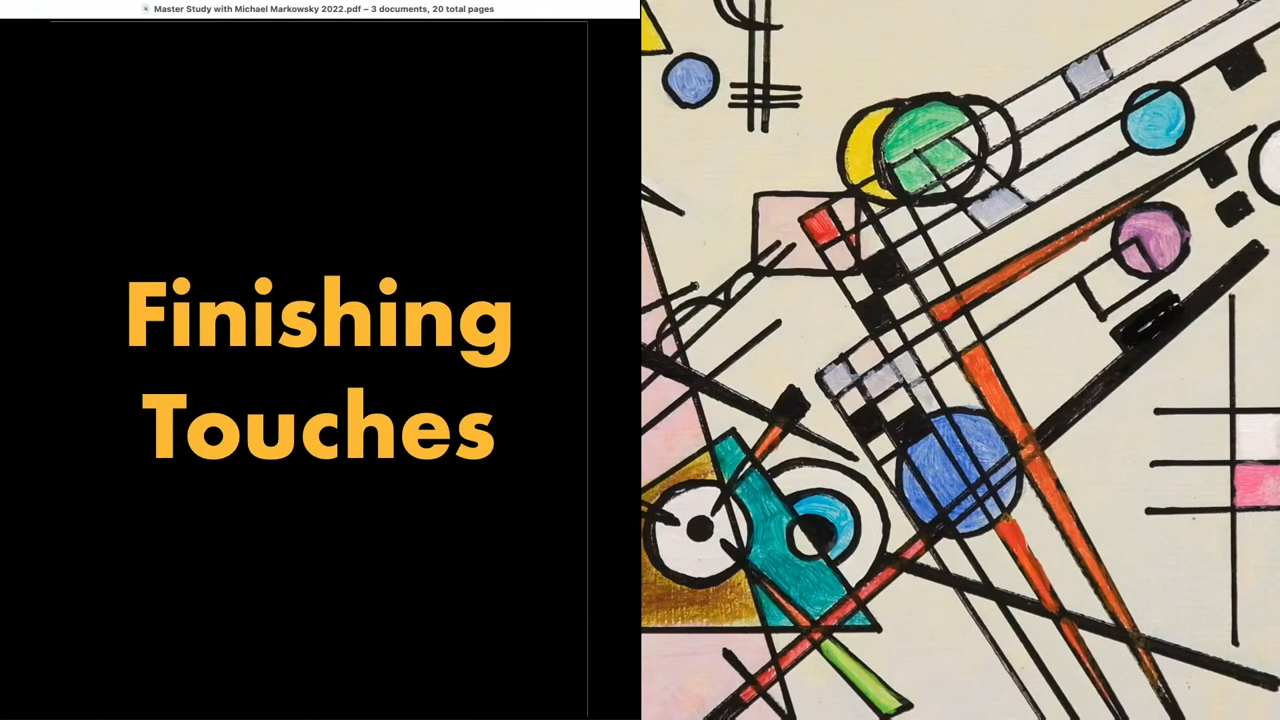 Master Study with Michael Markowsky 2022.pdf – 3 documents, 20 total pages
Finishing
Touches